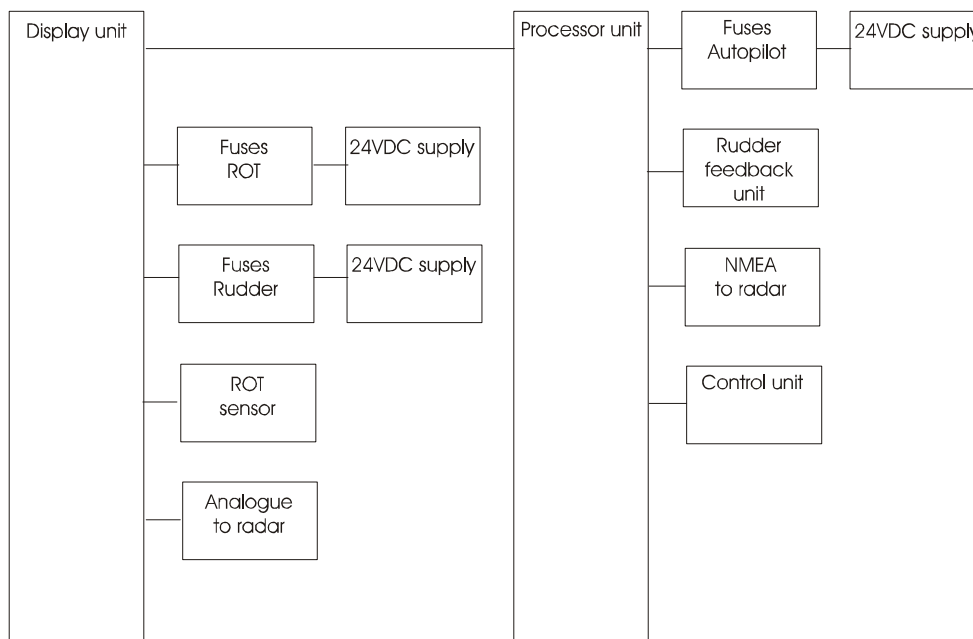 Display unit
Processor unit
Fuses
Autopilot
24VDC supply
Fuses
ROT
24VDC supply
Rudder
feedback
unit
Fuses
Rudder
24VDC supply
NMEA
to radar
ROT
sensor
Control unit
Analogue
to radar